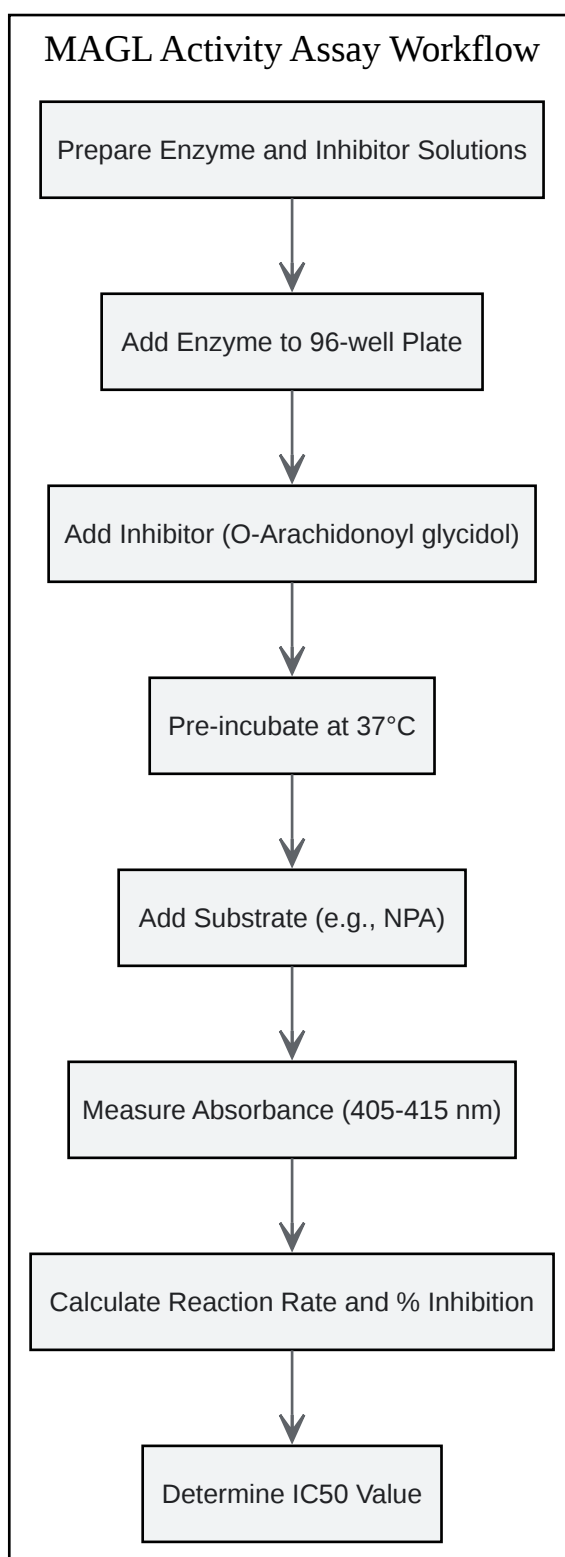 MAGL Activity Assay Workflow
Prepare Enzyme and Inhibitor Solutions
Add Enzyme to 96-well Plate
Add Inhibitor (O-Arachidonoyl glycidol)
Pre-incubate at 37°C
Add Substrate (e.g., NPA)
Measure Absorbance (405-415 nm)
Calculate Reaction Rate and % Inhibition
Determine IC50 Value